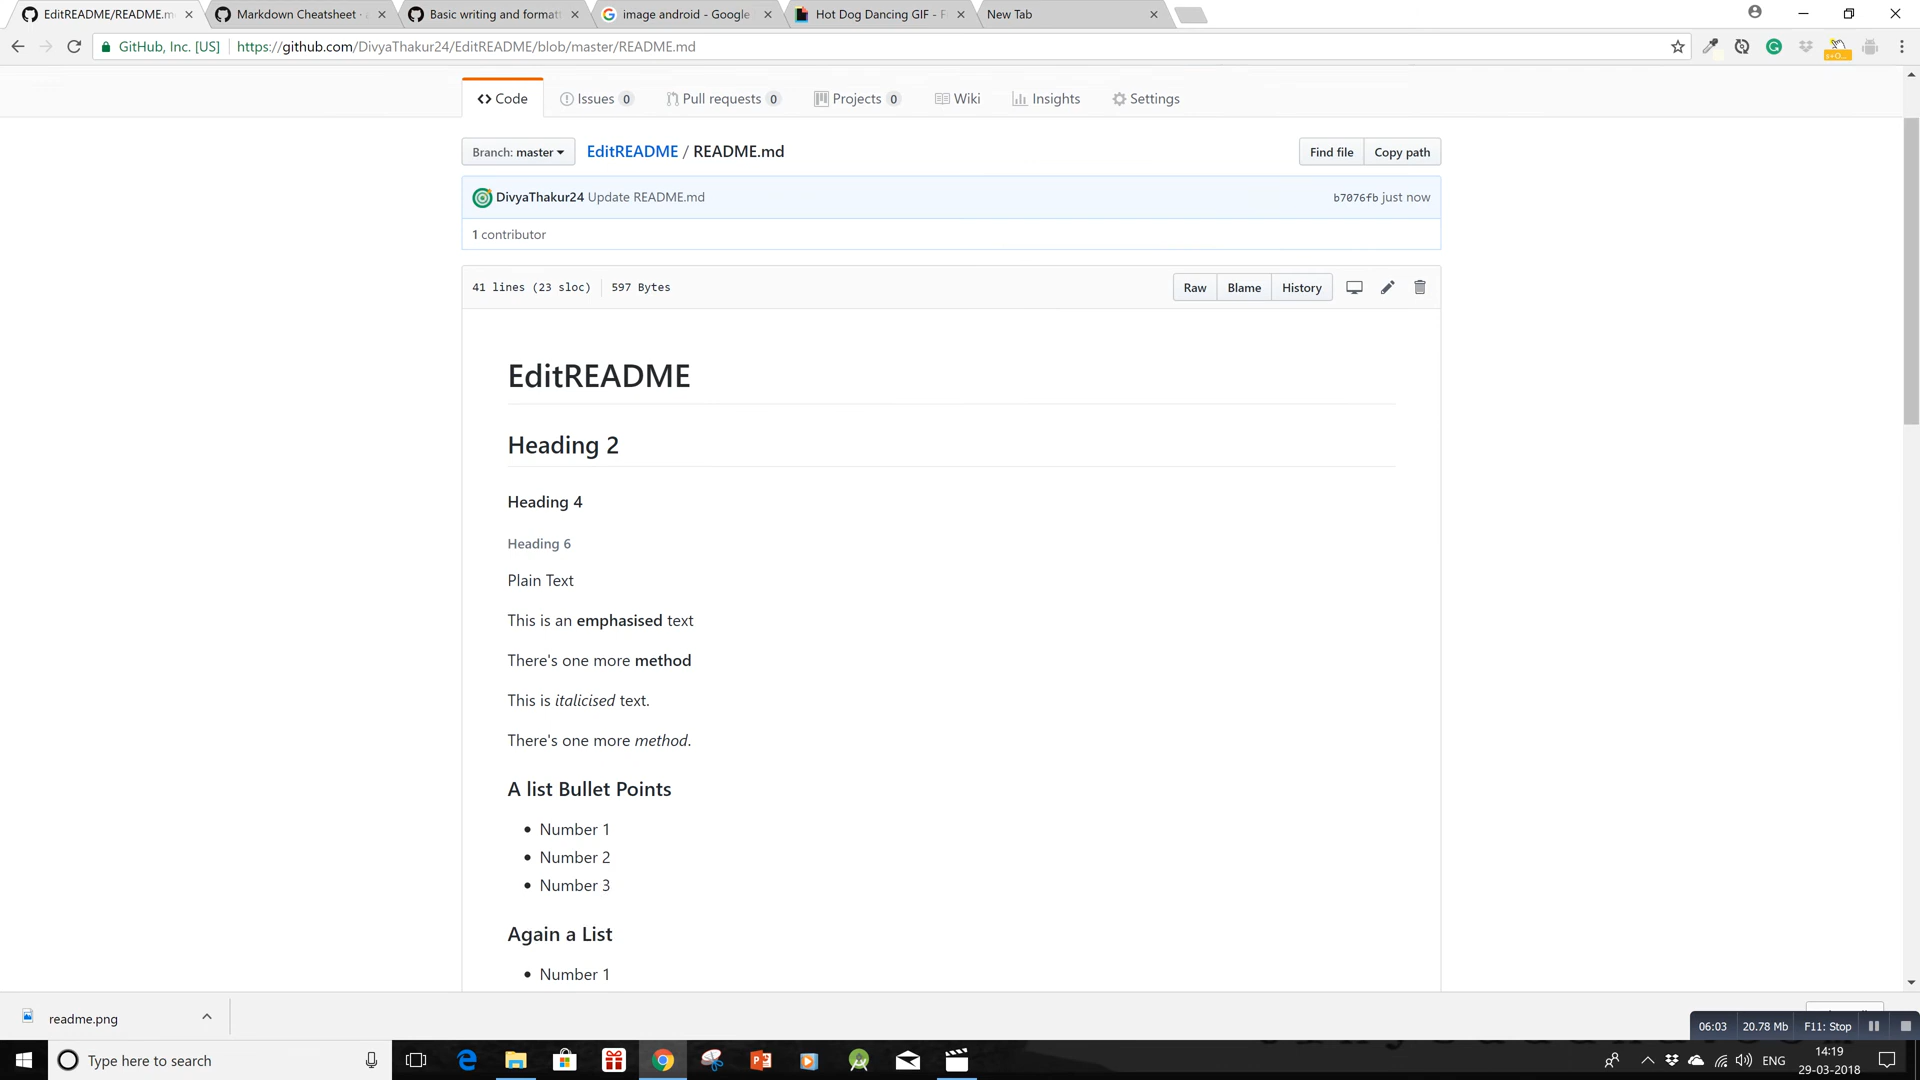 EditREADME/README.m
Markdown Cheatsheet ·
Basic writing and formatt
image android - Google
Hot Dog Dancing GIF - F
New Tab
GitHub, Inc. [US]
https://github.com/DivyaThakur24/EditREADME/blob/master/README.md
Code
Issues 0
Pull requests 0
Projects 0
Wiki
Insights
Settings
Branch: master
EditREADME / README.md
Find file
Copy path
DivyaThakur24 Update README.md
b7076fb just now
1 contributor
41 lines (23 sloc)
597 Bytes
Raw
Blame
History
EditREADME
Heading 2
Heading 4
Heading 6
Plain Text
This is an emphasised text
There's one more method
This is italicised text.
There's one more method.
A list Bullet Points
Number 1
Number 2
Number 3
Again a List
Number 1
readme.png
06:03
20.78 Mb
F11: Stop
Type here to search
ENG
14:19
29-03-2018